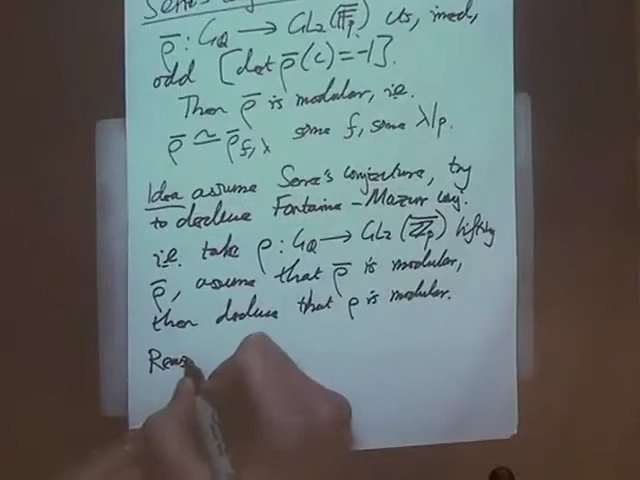 Serre's
ρ̄ : G_Q → GL₂(F̄_p) cts, irred,
odd [det ρ̄(c) = -1].
Then ρ̄ is modular, i.e.
ρ̄ ≃ ρ̄_{f,λ} some f, some λ|p.
Idea assume Serre's conjecture, try
to deduce Fontaine-Mazur conj.
i.e. take ρ : G_Q → GL₂(Z̄_p) lifting
ρ̄, assume that ρ̄ is modular,
then deduce that ρ is modular.